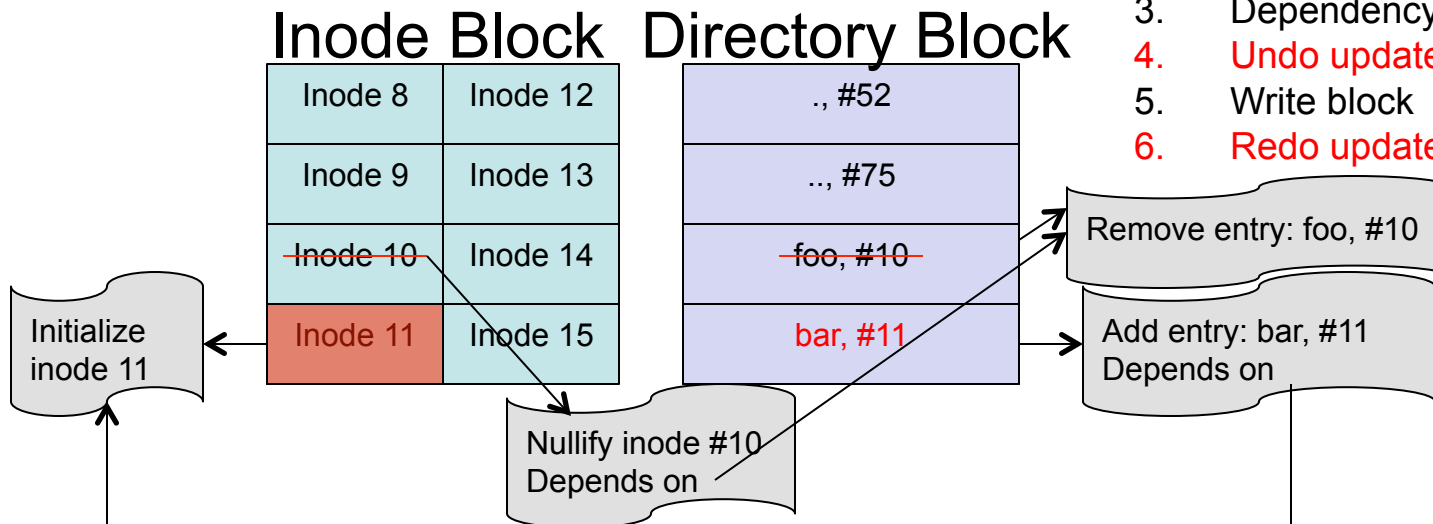 Inode Block Directory Block
3. Dependency
4. Undo update
5. Write block
6. Redo update
Inode 8 Inode 12
Inode 9 Inode 13
Inode 10 Inode 14
Inode 11 Inode 15
., #52
.., #75
foo, #10
bar, #11
Initialize
inode 11
Nullify inode #10
Depends on
Remove entry: foo, #10
Add entry: bar, #11
Depends on